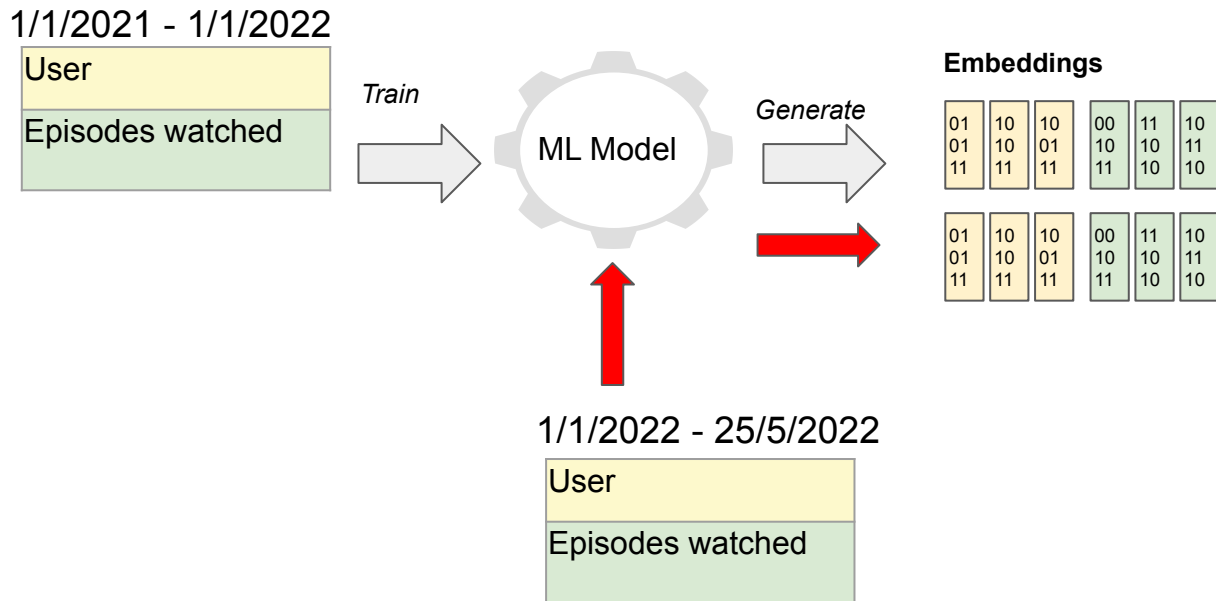 1/1/2021 - 1/1/2022
User
Episodes watched
Train
ML Model
Generate
Embeddings
01 10 10 00 11 10
01 10 01 10 10 11
11 11 11 11 10 10
01 10 10 00 11 10
01 10 01 10 10 11
11 11 11 11 10 10
1/1/2022 - 25/5/2022
User
Episodes watched